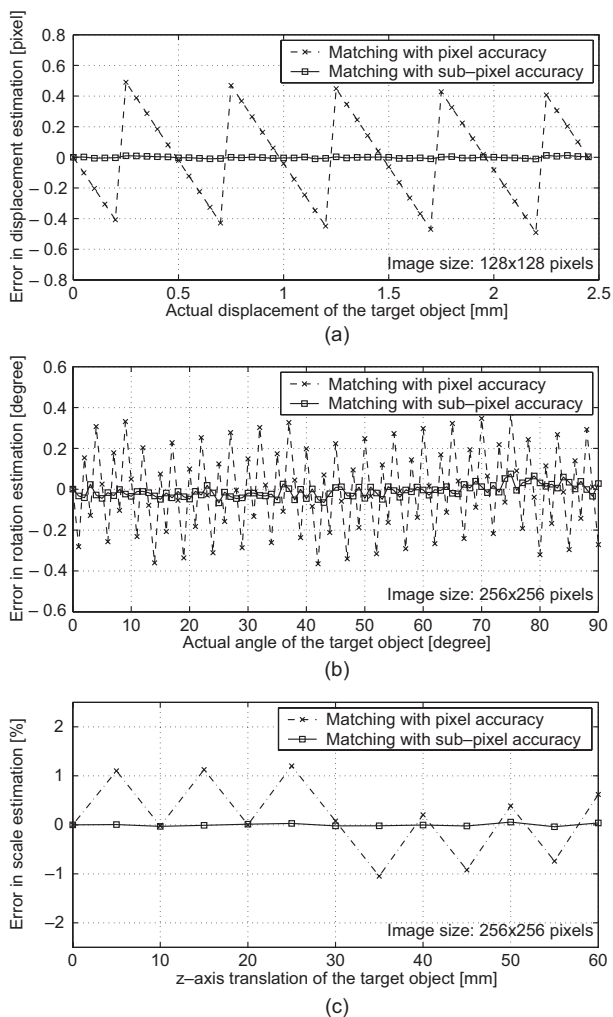 0.8
0.6
0.4
0.2
0
– 0.2
– 0.4
– 0.6
0.8
Error in displacement estimation [pixel]
Matching with pixel accuracy
Matching with sub–pixel accuracy
Image size: 128x128 pixels
0 0.5 1 1.5 2 2.5
Actual displacement of the target object [mm]
(a)
0.6
0.4
0.2
0
– 0.2
– 0.4
– 0.6
Error in rotation estimation [degree]
Matching with pixel accuracy
Matching with sub–pixel accuracy
Image size: 256x256 pixels
0 10 20 30 40 50 60 70 80 90
Actual angle of the target object [degree]
(b)
2
1
0
–1
–2
Error in scale estimation [%]
Matching with pixel accuracy
Matching with sub–pixel accuracy
Image size: 256x256 pixels
0 10 20 30 40 50 60
z–axis translation of the target object [mm]
(c)